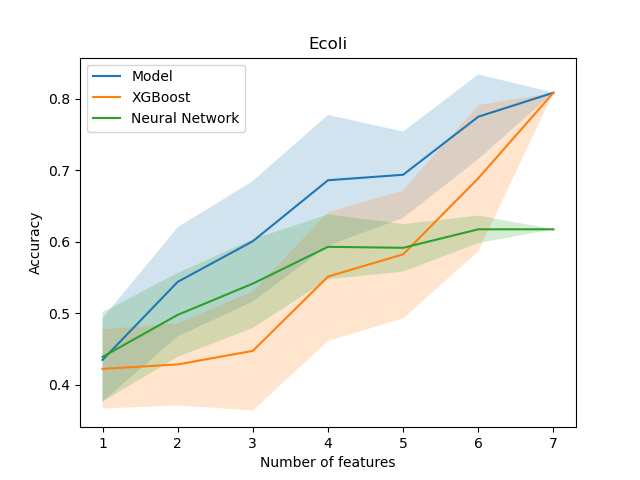 Ecoli
Model
XGBoost
Neural Network
Accuracy
0.8
0.7
0.6
0.5
0.4
1 2 3 4 5 6 7
Number of features